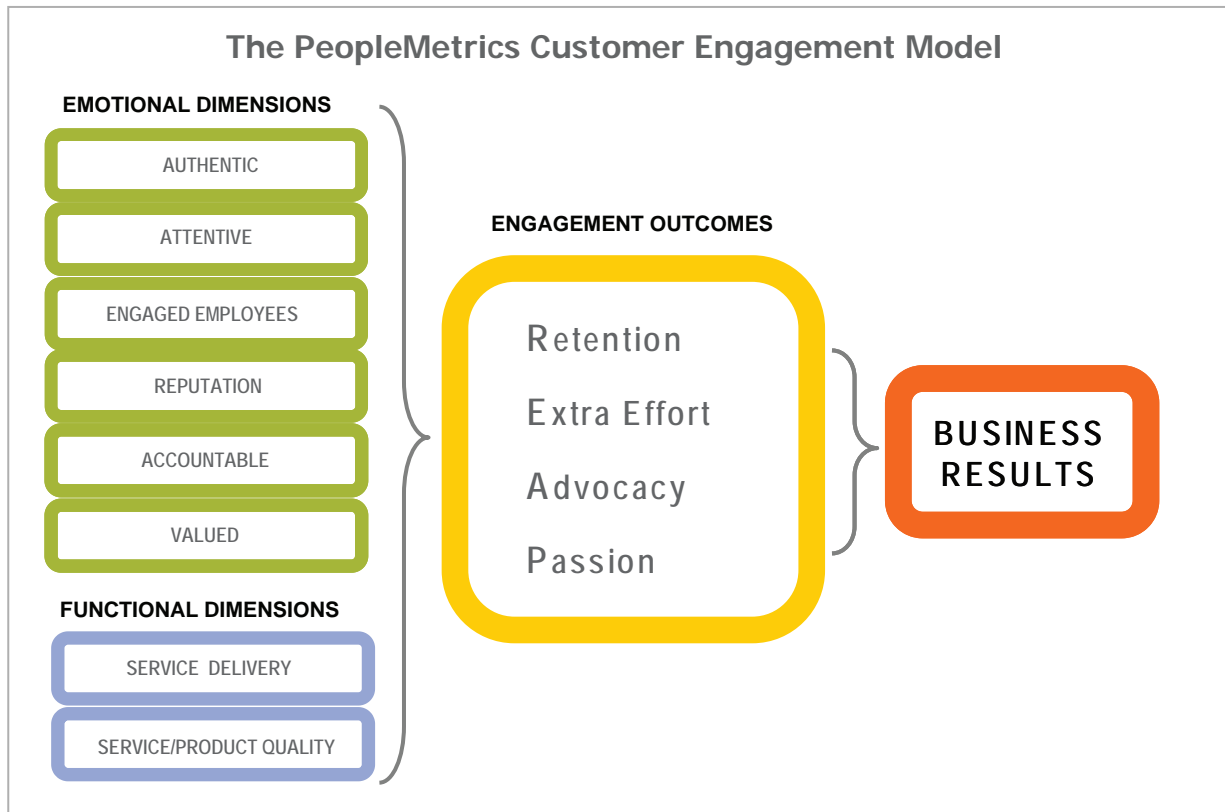 The PeopleMetrics Customer Engagement Model
EMOTIONAL DIMENSIONS
AUTHENTIC
ATTENTIVE
ENGAGED EMPLOYEES
REPUTATION
ACCOUNTABLE
VALUED
FUNCTIONAL DIMENSIONS
SERVICE DELIVERY
SERVICE/PRODUCT QUALITY
ENGAGEMENT OUTCOMES
Retention
Extra Effort
Advocacy
Passion
BUSINESS
RESULTS